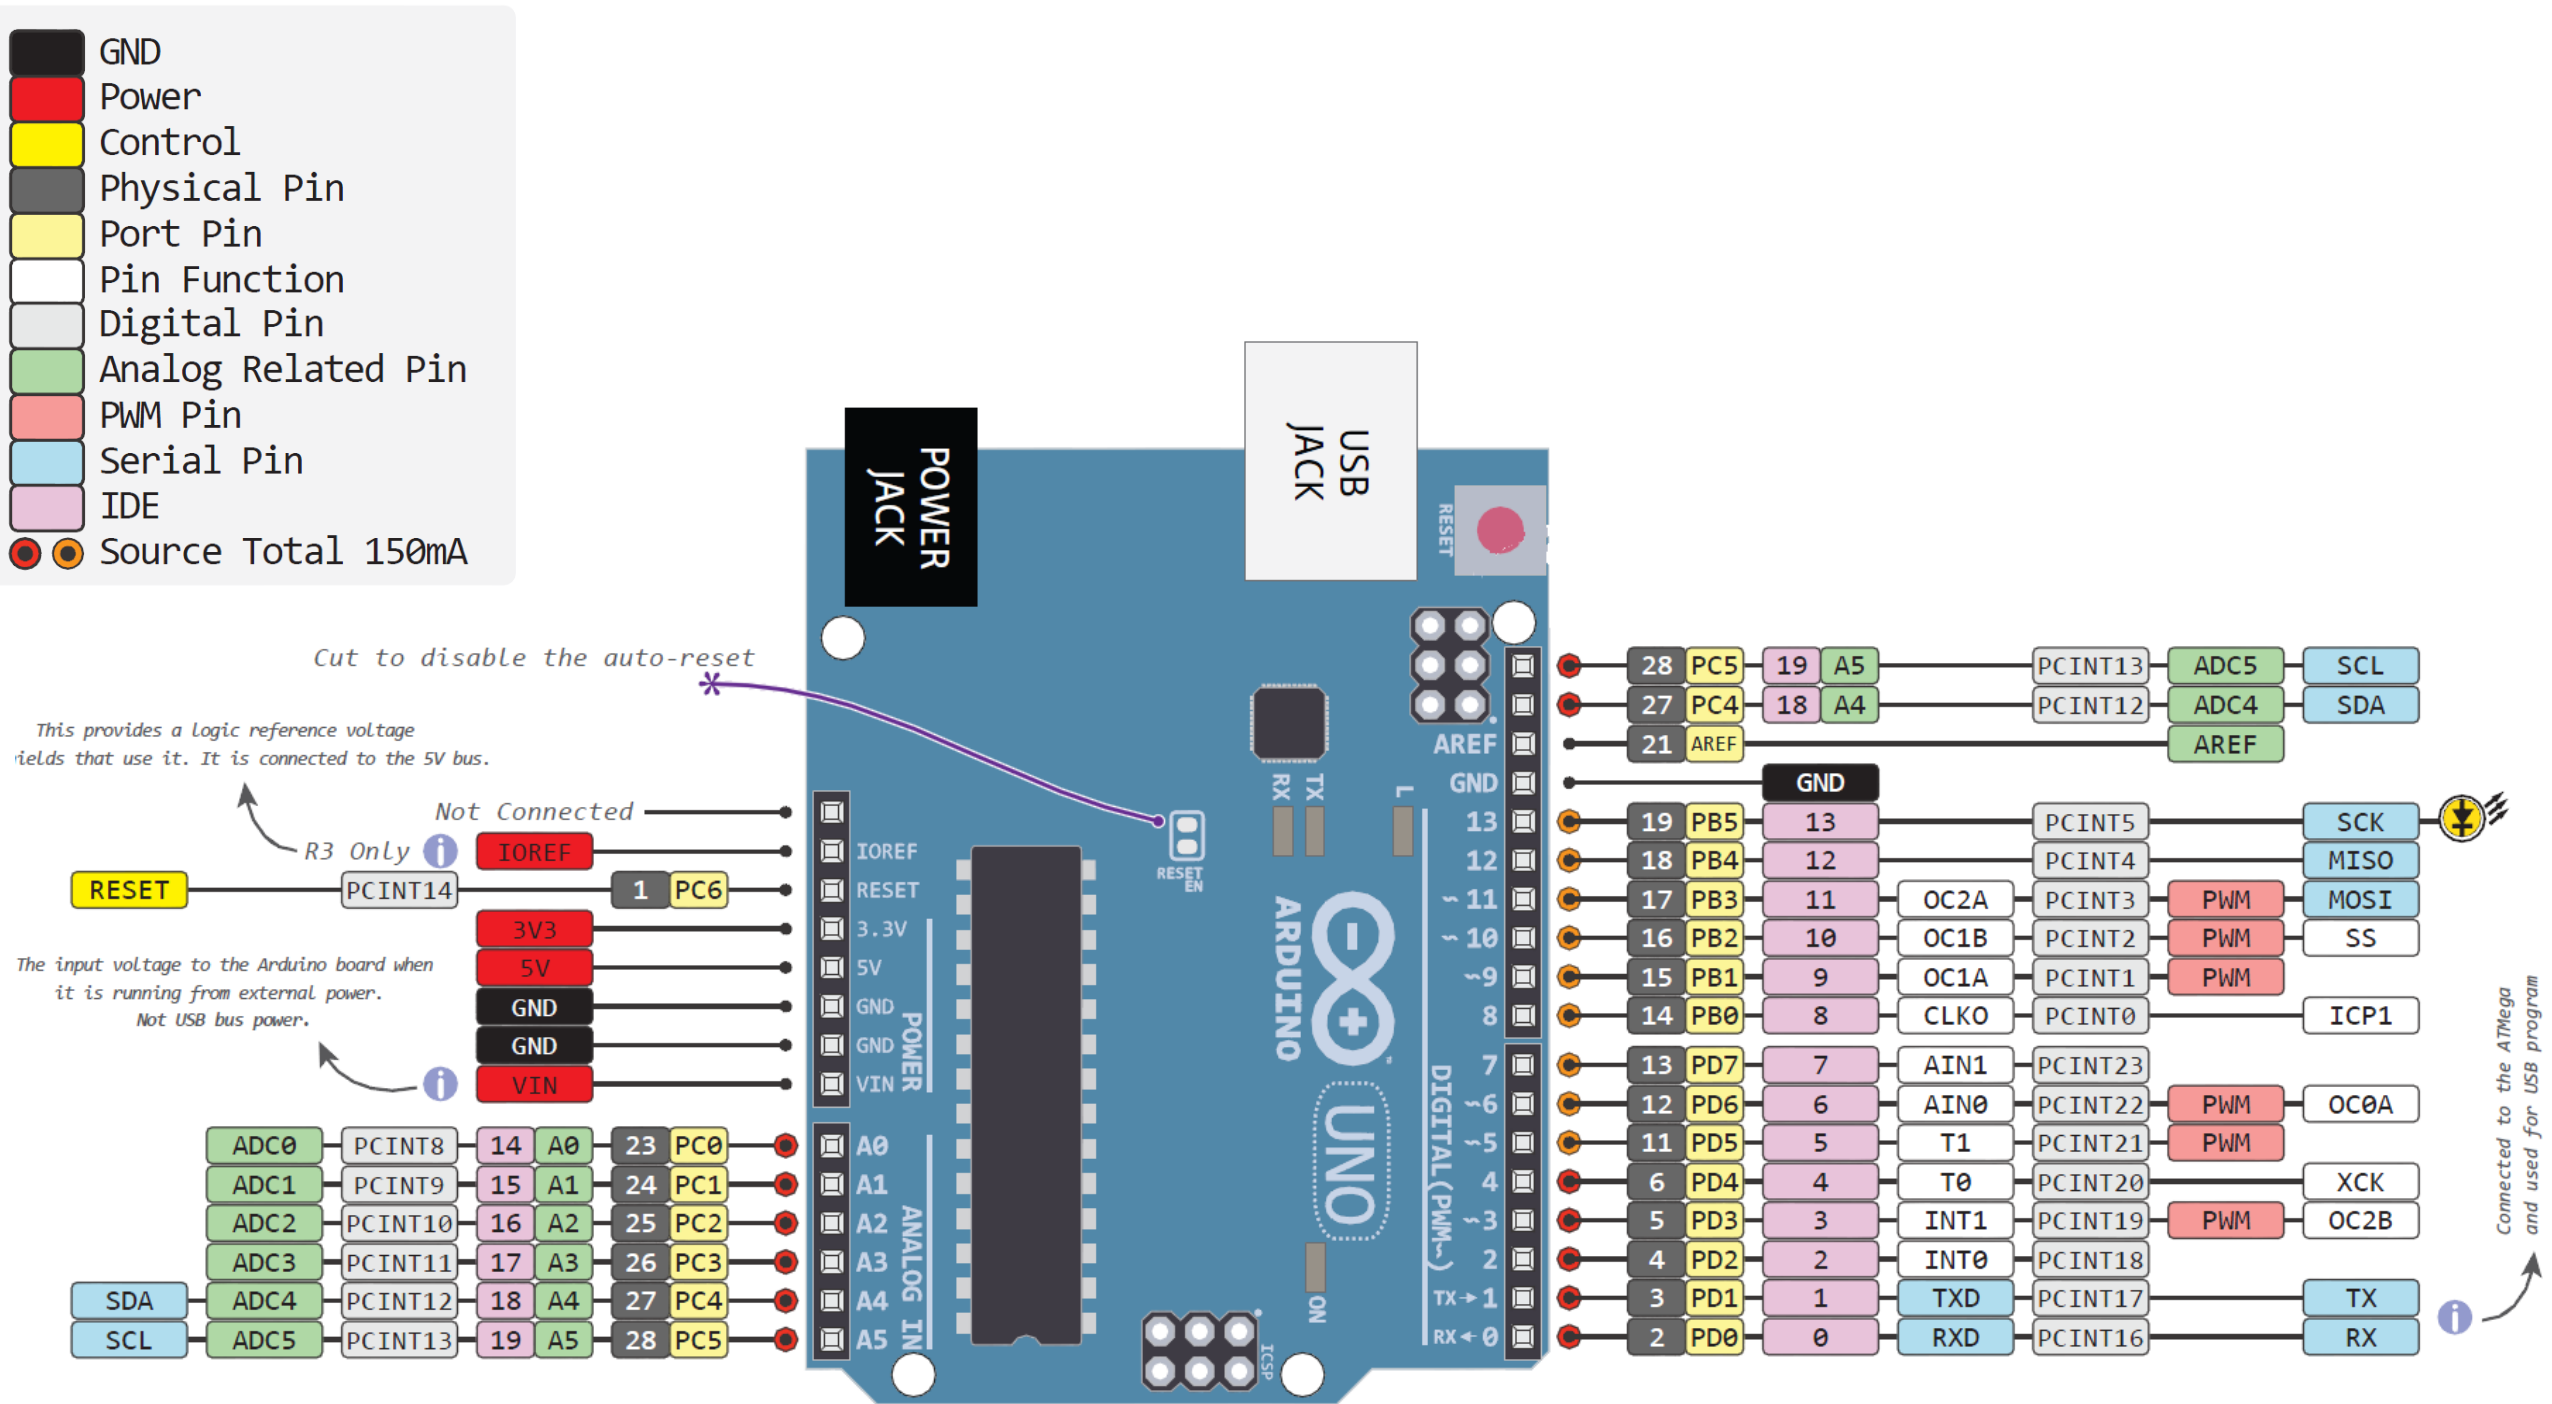 GND
Power
Control
Physical Pin
Port Pin
Pin Function
Digital Pin
Analog Related Pin
PWM Pin
Serial Pin
IDE
Source Total 150mA
Cut to disable the auto-reset
This provides a logic reference voltage
ields that use it. It is connected to the 5V bus.
Not Connected
R3 Only i IOREF
RESET PCINT14 1 PC6
3V3
5V
The input voltage to the Arduino board when
it is running from external power.
Not USB bus power.
GND
GND
i VIN
ADC0 PCINT8 14 A0 23 PC0
ADC1 PCINT9 15 A1 24 PC1
ADC2 PCINT10 16 A2 25 PC2
ADC3 PCINT11 17 A3 26 PC3
SDA ADC4 PCINT12 18 A4 27 PC4
SCL ADC5 PCINT13 19 A5 28 PC5
POWER
JACK
USB
JACK
RESET
IOREF
RESET
3.3V
5V
GND
GND
VIN
POWER
A0
A1
A2
A3
A4
A5
ANALOG IN
RESET
EN
RX
TX
L
ARDUINO
UNO
ON
ICSP
AREF
GND
13
12
~ 11
~ 10
~9
8
7
~6
~5
4
~3
2
TX→1
RX←0
DIGITAL(PWM~)
28 PC5 19 A5 PCINT13 ADC5 SCL
27 PC4 18 A4 PCINT12 ADC4 SDA
21 AREF AREF
GND
19 PB5 13 PCINT5 SCK
18 PB4 12 PCINT4 MISO
17 PB3 11 OC2A PCINT3 PWM MOSI
16 PB2 10 OC1B PCINT2 PWM SS
15 PB1 9 OC1A PCINT1 PWM
14 PB0 8 CLKO PCINT0 ICP1
13 PD7 7 AIN1 PCINT23
12 PD6 6 AIN0 PCINT22 PWM OC0A
11 PD5 5 T1 PCINT21 PWM
6 PD4 4 T0 PCINT20 XCK
5 PD3 3 INT1 PCINT19 PWM OC2B
4 PD2 2 INT0 PCINT18
3 PD1 1 TXD PCINT17 TX
2 PD0 0 RXD PCINT16 RX
i
Connected to the ATMega
and used for USB program